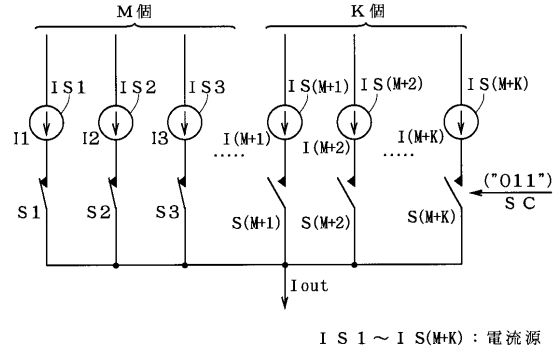 M個 K個
IS1 IS2 IS3 IS(M+1) IS(M+2) IS(M+K)
I1 I2 I3 ..... I(M+1) I(M+2) ..... I(M+K)
("011")
S1 S2 S3 S(M+1) S(M+2) S(M+K) SC
Iout
IS1～IS(M+K)：電流源